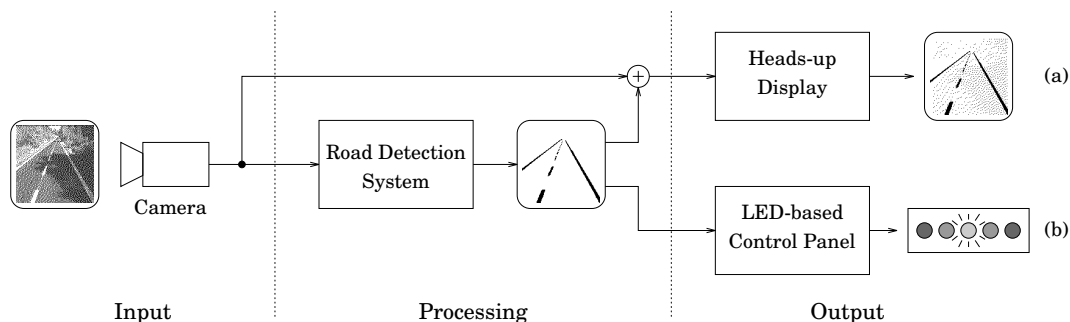 Heads-up
Display
(a)
+
Road Detection
System
Camera
LED-based
Control Panel
(b)
Input
Processing
Output